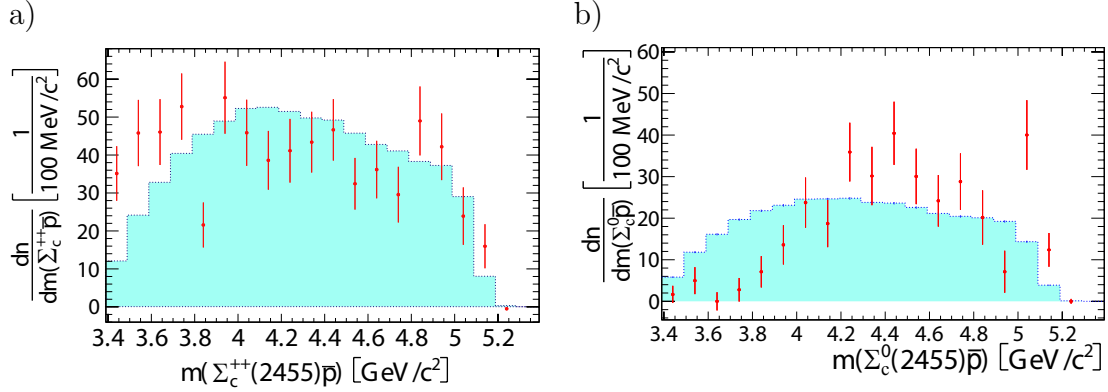 a)
dn
dm(Σc++p̅) [ 1
100 MeV/c2 ]
60
50
40
30
20
10
0
3.4 3.6 3.8 4 4.2 4.4 4.6 4.8 5 5.2
m(Σc++(2455)p̅) [GeV/c2]
b)
dn
dm(Σc0p̅) [ 1
100 MeV/c2 ]
60
50
40
30
20
10
0
3.4 3.6 3.8 4 4.2 4.4 4.6 4.8 5 5.2
m(Σc0(2455)p̅) [GeV/c2]